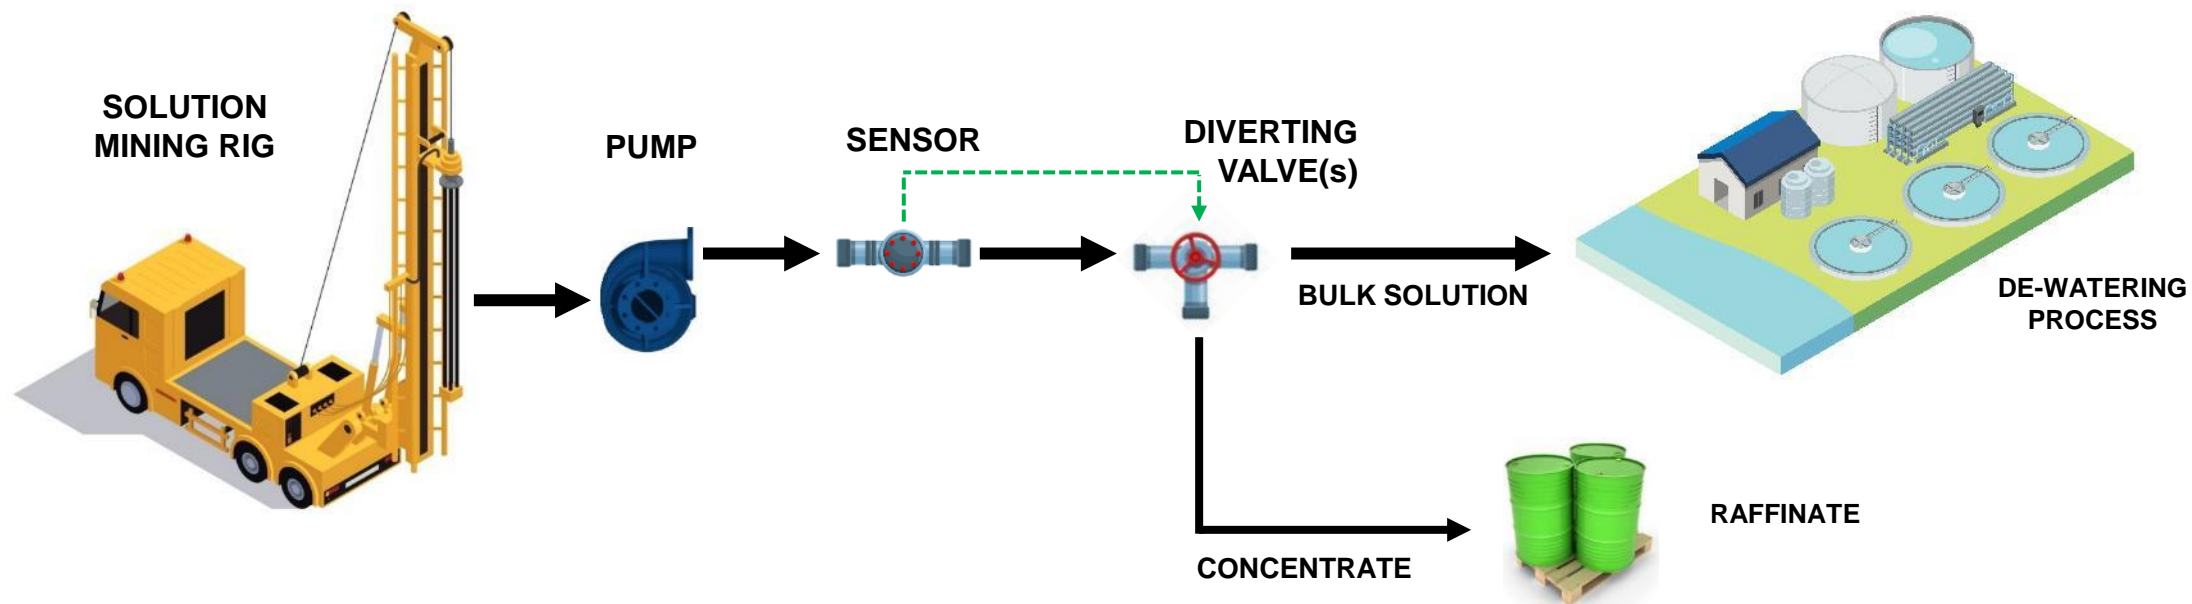 SOLUTION
MINING RIG
PUMP
SENSOR
DIVERTING
VALVE(s)
BULK SOLUTION
DE-WATERING
PROCESS
CONCENTRATE
RAFFINATE